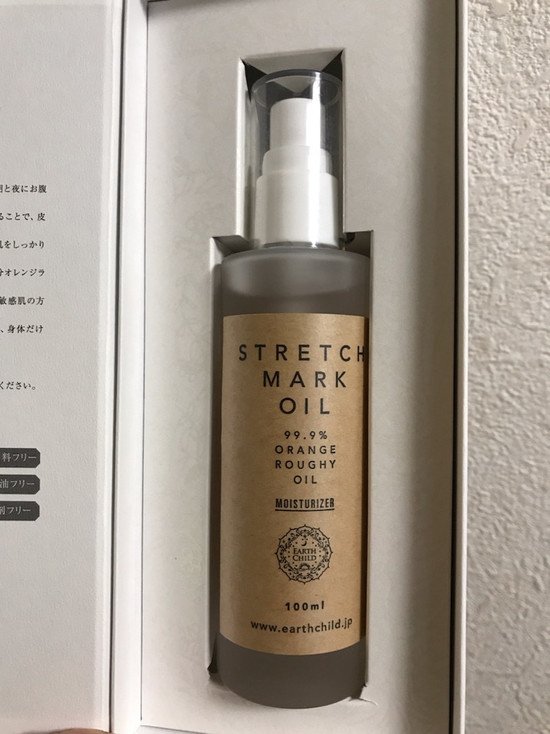 と夜にお腹
ることで、皮
をしっかり
オレンジラ
敏感肌の方
、身体だけ
ください。
料フリー
油フリー
剤フリー
STRETCH
MARK
OIL
99.9%
ORANGE
ROUGHY
OIL
MOISTURIZER
EARTH
CHILD
100ml
www.earthchild.jp